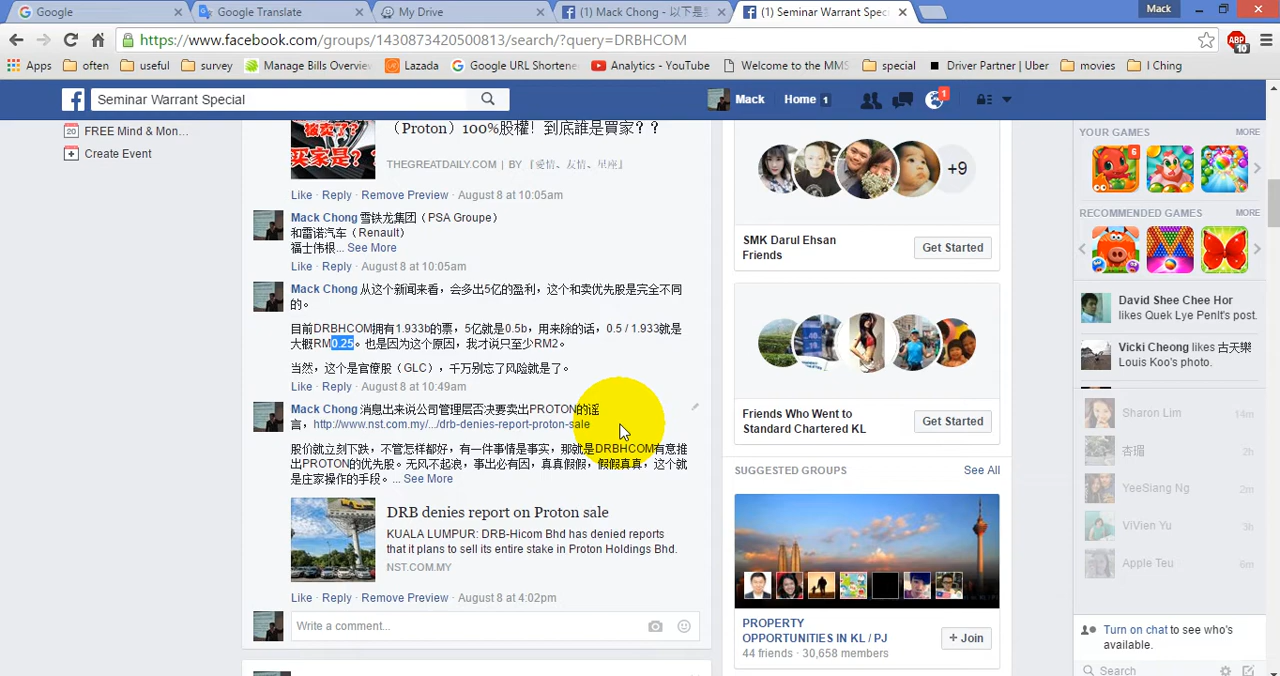 Google
Google Translate
My Drive
(1) Mack Chong - 以下是
(1) Seminar Warrant Spec
Mack
https://www.facebook.com/groups/1430873420500813/search/?query=DRBHCOM
ABP
10
Apps
often
useful
survey
Manage Bills Overvie
Lazada
Google URL Shortene
Analytics - YouTube
Welcome to the MMS
special
Driver Partner | Uber
movies
I Ching
Seminar Warrant Special
Mack
Home 1
1
20 FREE Mind & Mon...
Create Event
被卖了?
买家是?
（Proton）100%股權！到底誰是買家？？
THEGREATDAILY.COM | BY 『愛情、友情、星座』
Like · Reply · Remove Preview · August 8 at 10:05am
Mack Chong 雪铁龙集团（PSA Groupe）
和雷诺汽车（Renault）
福士伟根... See More
Like · Reply · August 8 at 10:05am
Mack Chong 从这个新闻来看，会多出5亿的盈利，这个和卖优先股是完全不同
的。
目前DRBHCOM拥有1.933b的票，5亿就是0.5b，用来除的话，0.5 / 1.933就是
大概RM0.25。也是因为这个原因，我才说只至少RM2。
当然，这个是官僚股（GLC），千万别忘了风险就是了。
Like · Reply · August 8 at 10:49am
Mack Chong 消息出来说公司管理层否决要卖出PROTON的谣
言，http://www.nst.com.my/.../drb-denies-report-proton-sale
股价就立刻下跌，不管怎样都好，有一件事情是事实，那就是DRBHCOM有意推
出PROTON的优先股。无风不起浪，事出必有因，真真假假，假假真真，这个就
是庄家操作的手段。... See More
DRB denies report on Proton sale
KUALA LUMPUR: DRB-Hicom Bhd has denied reports
that it plans to sell its entire stake in Proton Holdings Bhd.
NST.COM.MY
Like · Reply · Remove Preview · August 8 at 4:02pm
Write a comment...
+9
SMK Darul Ehsan
Friends
Get Started
Friends Who Went to
Standard Chartered KL
Get Started
SUGGESTED GROUPS
See All
PROPERTY
OPPORTUNITIES IN KL / PJ
44 friends · 30,658 members
+ Join
YOUR GAMES
MORE
6
RECOMMENDED GAMES
MORE
David Shee Chee Hor
likes Quek Lye Penlt's post.
Vicki Cheong likes 古天樂
Louis Koo's photo.
Sharon Lim 14m
杏瑂 2h
YeeSiang Ng 2m
ViVien Yu 3h
Apple Teu 6m
Turn on chat to see who's
available.
Search